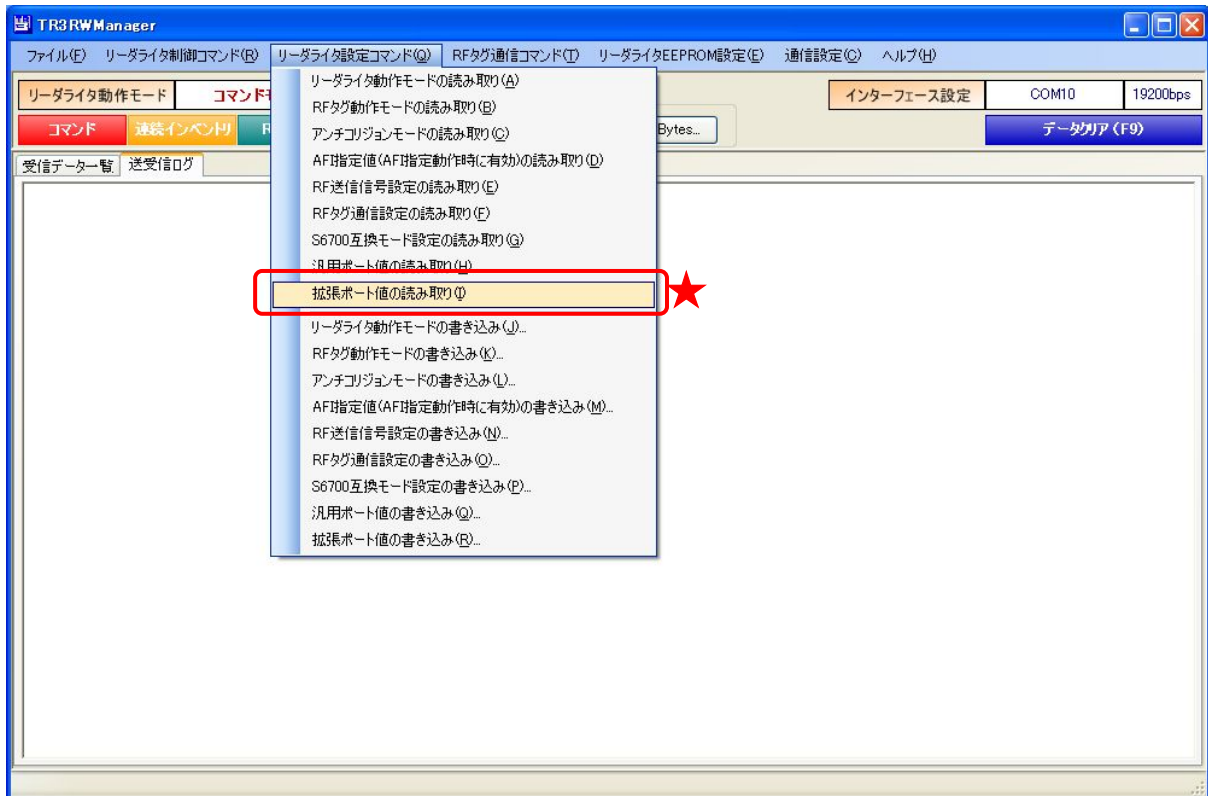 TR3RWManager
ファイル(F) リーダライタ制御コマンド(R) リーダライタ設定コマンド(Q) RFタグ通信コマンド(T) リーダライタEEPROM設定(E) 通信設定(C) ヘルプ(H)
リーダライタ動作モード コマンドモ インターフェース設定 COM10 19200bps
コマンド 連続インベントリ R Bytes... データクリア (F9)
受信データ一覧 送受信ログ
リーダライタ動作モードの読み取り(A)
RFタグ動作モードの読み取り(B)
アンチコリジョンモードの読み取り(C)
AFI指定値(AFI指定動作時に有効)の読み取り(D)
RF送信信号設定の読み取り(E)
RFタグ通信設定の読み取り(F)
S6700互換モード設定の読み取り(G)
汎用ポート値の読み取り(H)
拡張ポート値の読み取り(I)
リーダライタ動作モードの書き込み(J)...
RFタグ動作モードの書き込み(K)...
アンチコリジョンモードの書き込み(L)...
AFI指定値(AFI指定動作時に有効)の書き込み(M)...
RF送信信号設定の書き込み(N)...
RFタグ通信設定の書き込み(O)...
S6700互換モード設定の書き込み(P)...
汎用ポート値の書き込み(Q)...
拡張ポート値の書き込み(R)...